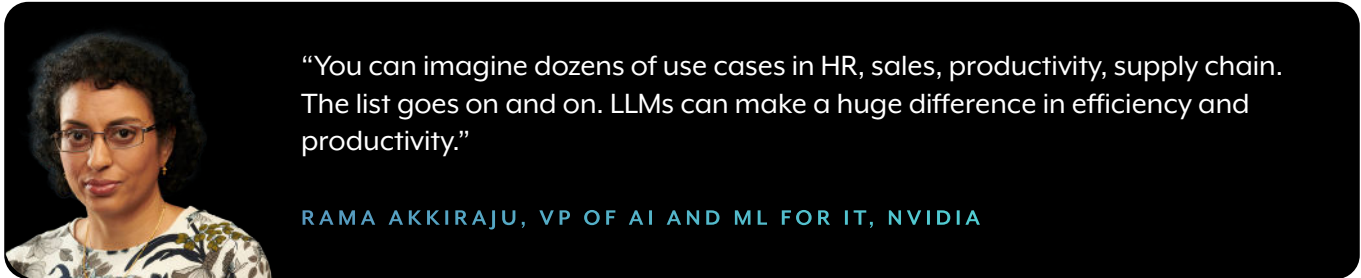 “You can imagine dozens of use cases in HR, sales, productivity, supply chain.
The list goes on and on. LLMs can make a huge difference in efficiency and
productivity.”
RAMA AKKIRAJU, VP OF AI AND ML FOR IT, NVIDIA